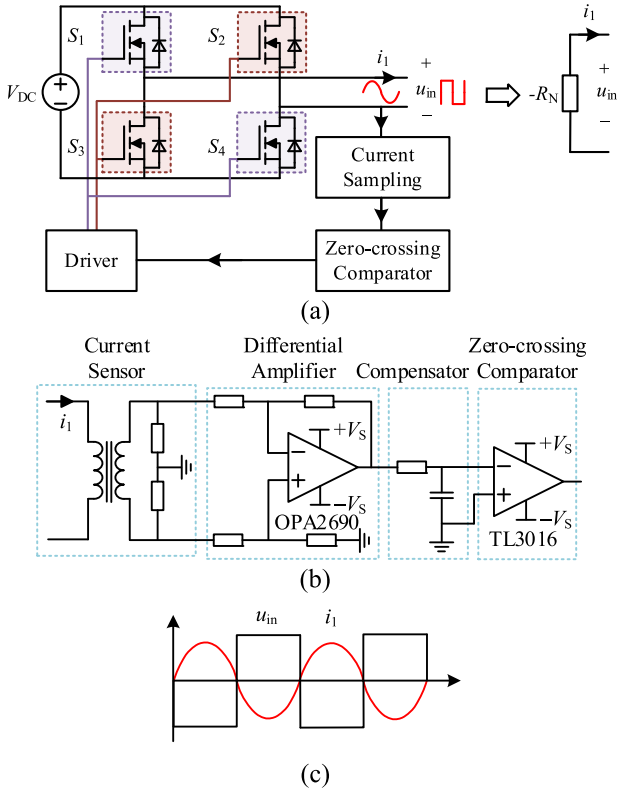 S1
S2
i1
+
uin
−
VDC
S3
S4
-RN
i1
+
uin
−
Current
Sampling
Driver
Zero-crossing
Comparator
(a)
Current
Sensor
Differential
Amplifier
Compensator
Zero-crossing
Comparator
i1
+VS
−VS
OPA2690
+VS
−VS
TL3016
(b)
uin
i1
(c)